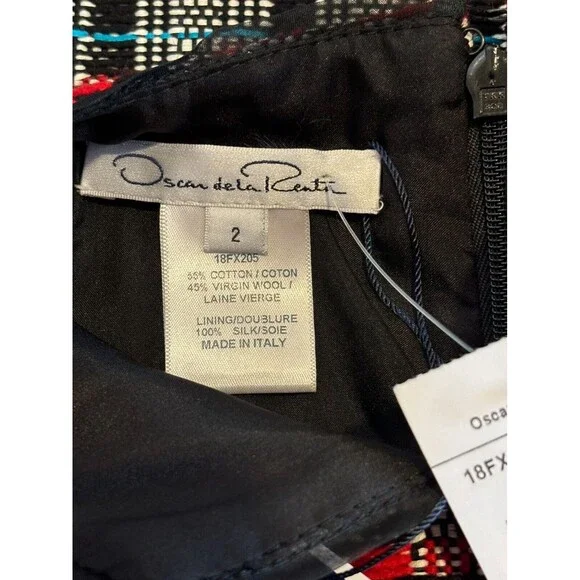 Oscar de la Renta
2
18FX205
55% COTTON / COTON
45% VIRGIN WOOL /
LAINE VIERGE
LINING/DOUBLURE
100% SILK/SOIE
MADE IN ITALY
Osca
18FX